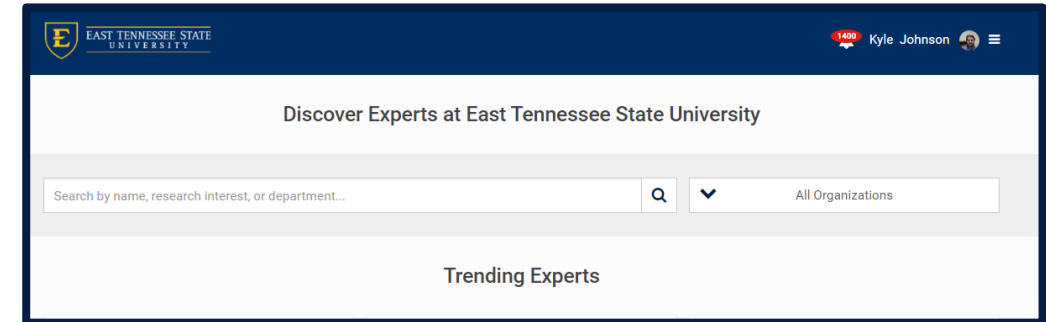 E
EAST TENNESSEE STATE
UNIVERSITY
1400
Kyle Johnson
Discover Experts at East Tennessee State University
Search by name, research interest, or department...
All Organizations
Trending Experts